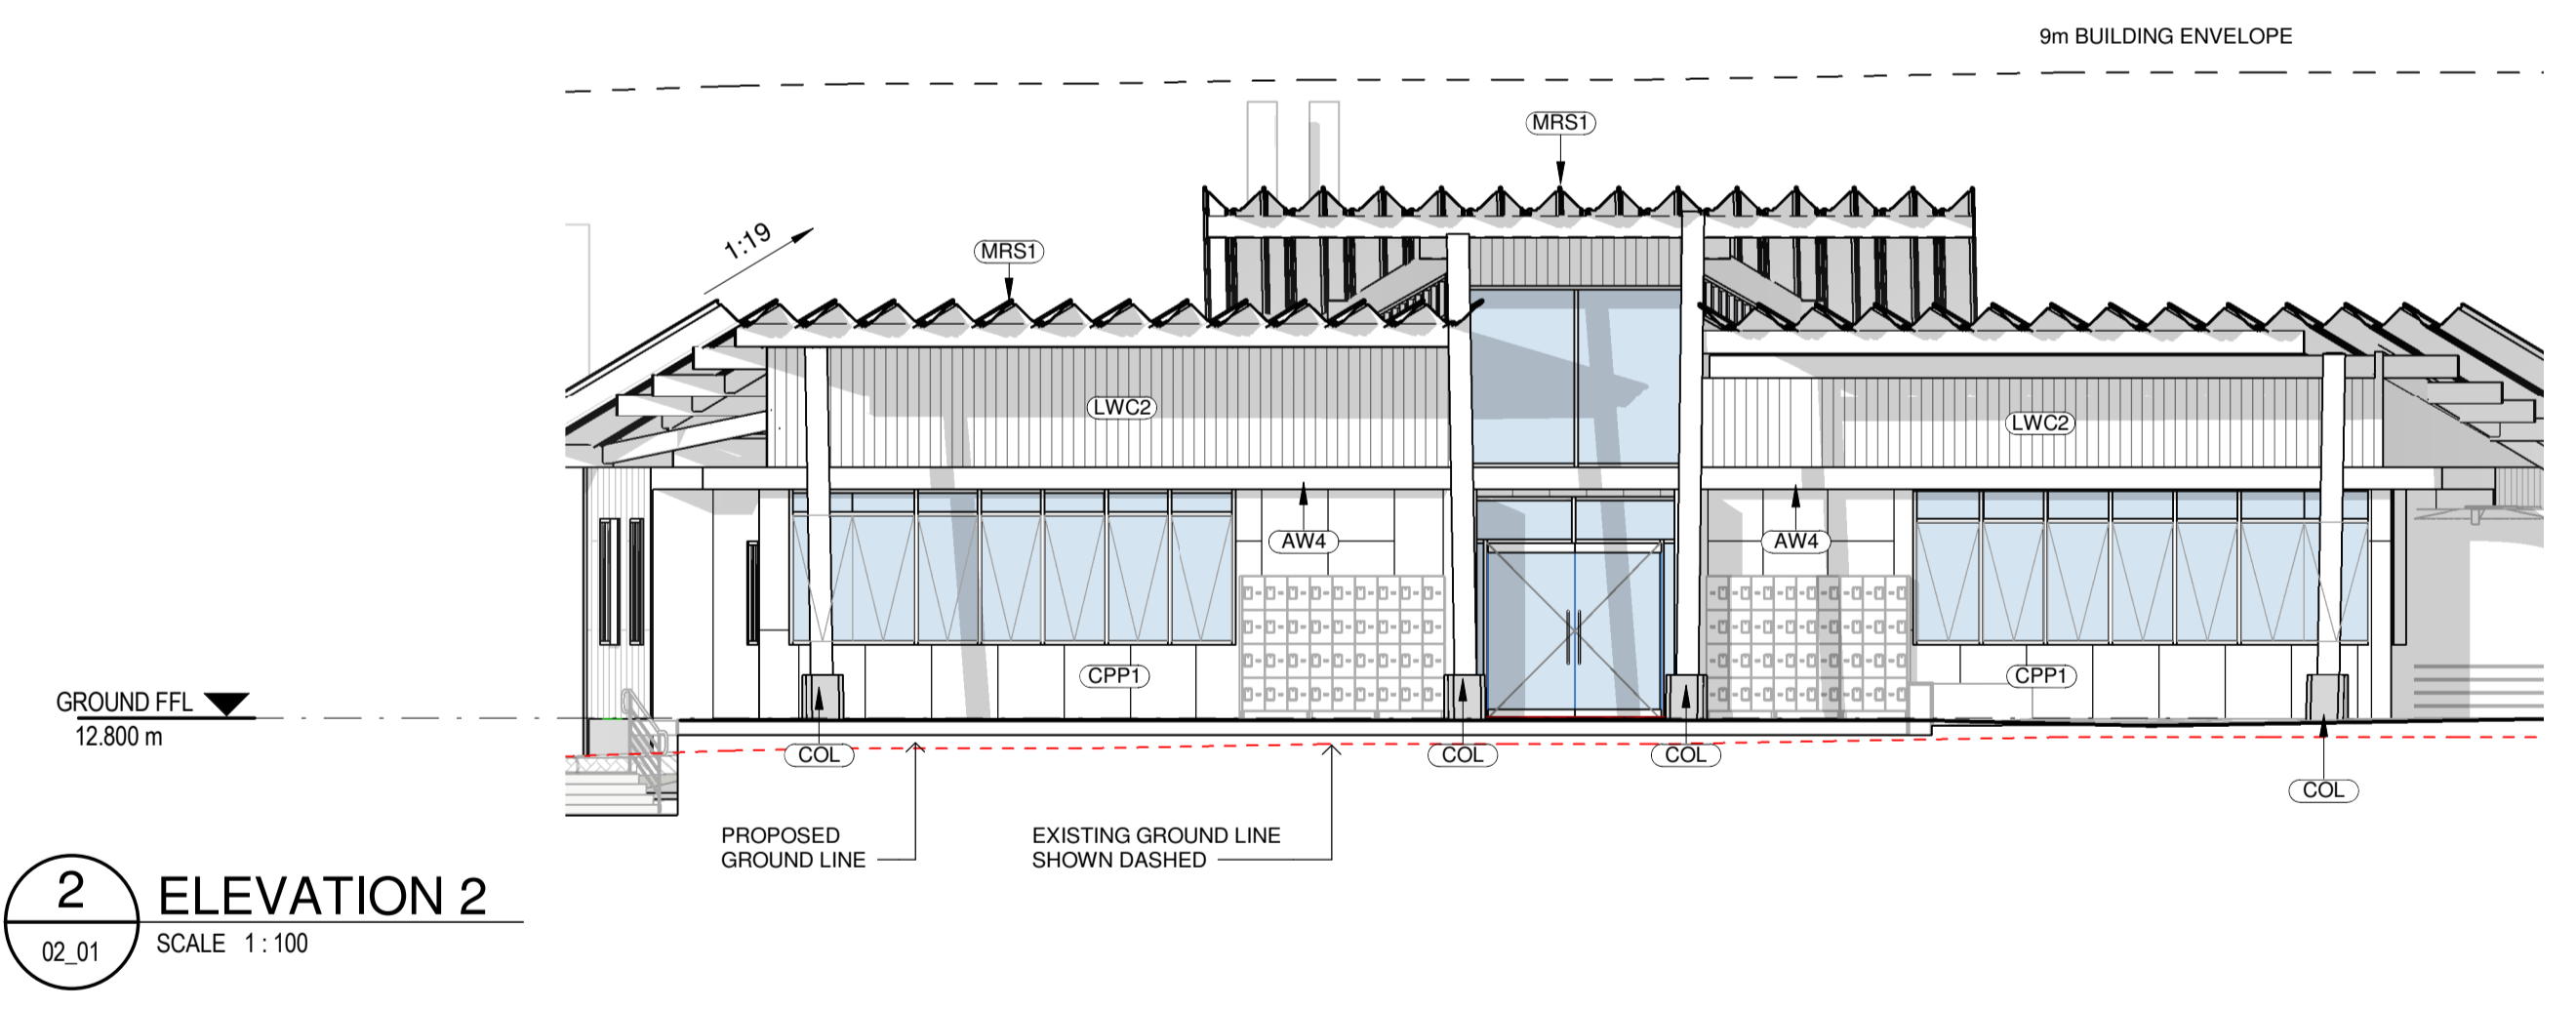 9m BUILDING ENVELOPE
MRS1
1:19
MRS1
LWC2
LWC2
AW4
AW4
CPP1
CPP1
GROUND FFL
12.800 m
COL
COL
COL
COL
PROPOSED
GROUND LINE
EXISTING GROUND LINE
SHOWN DASHED
2
ELEVATION 2
02_01
SCALE 1 : 100